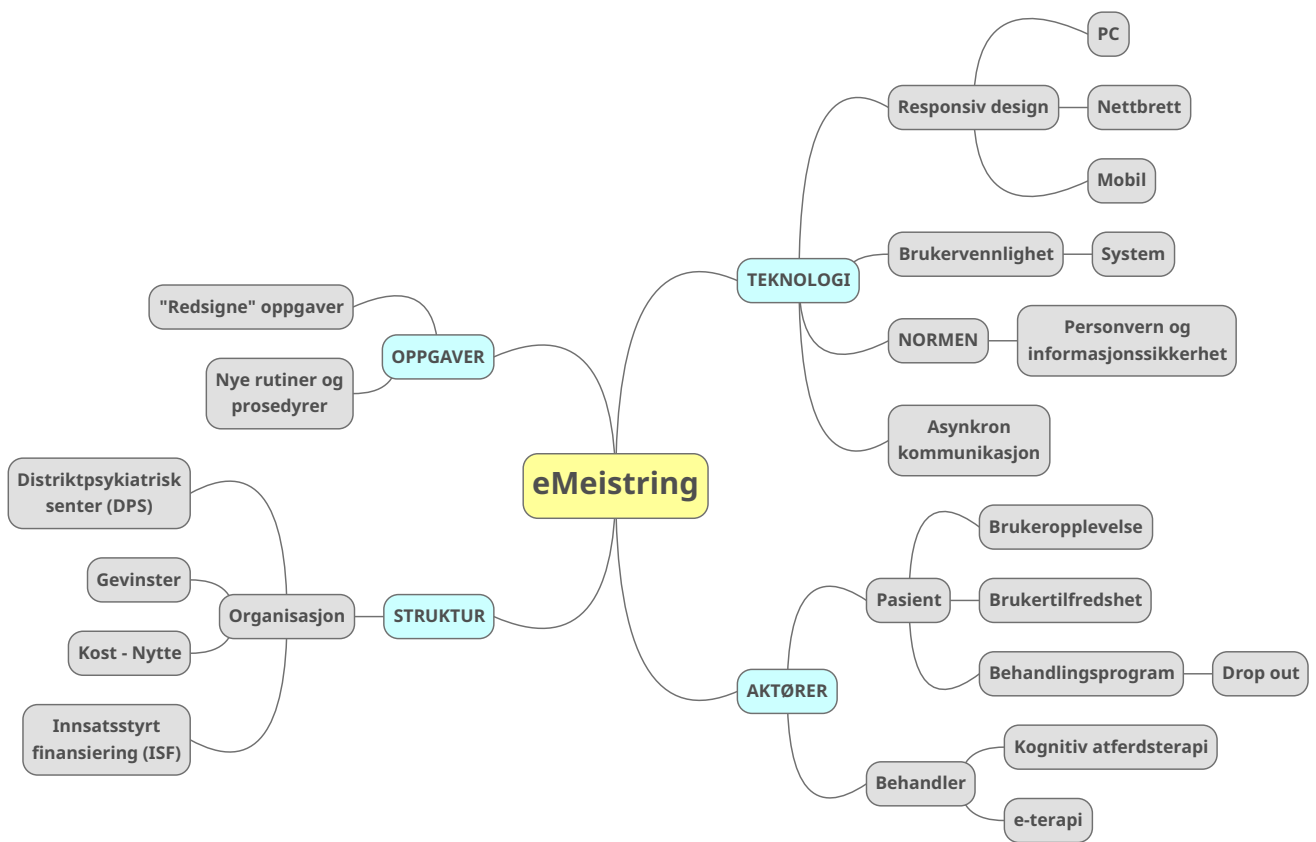 eMeistring
TEKNOLOGI
Responsiv design
PC
Nettbrett
Mobil
Brukervennlighet
System
NORMEN
Personvern og
informasjonssikkerhet
Asynkron
kommunikasjon
AKTØRER
Pasient
Brukeropplevelse
Brukertilfredshet
Behandlingsprogram
Drop out
Behandler
Kognitiv atferdsterapi
e-terapi
OPPGAVER
"Redsigne" oppgaver
Nye rutiner og
prosedyrer
STRUKTUR
Organisasjon
Distriktpsykiatrisk
senter (DPS)
Gevinster
Kost - Nytte
Innsatsstyrt
finansiering (ISF)